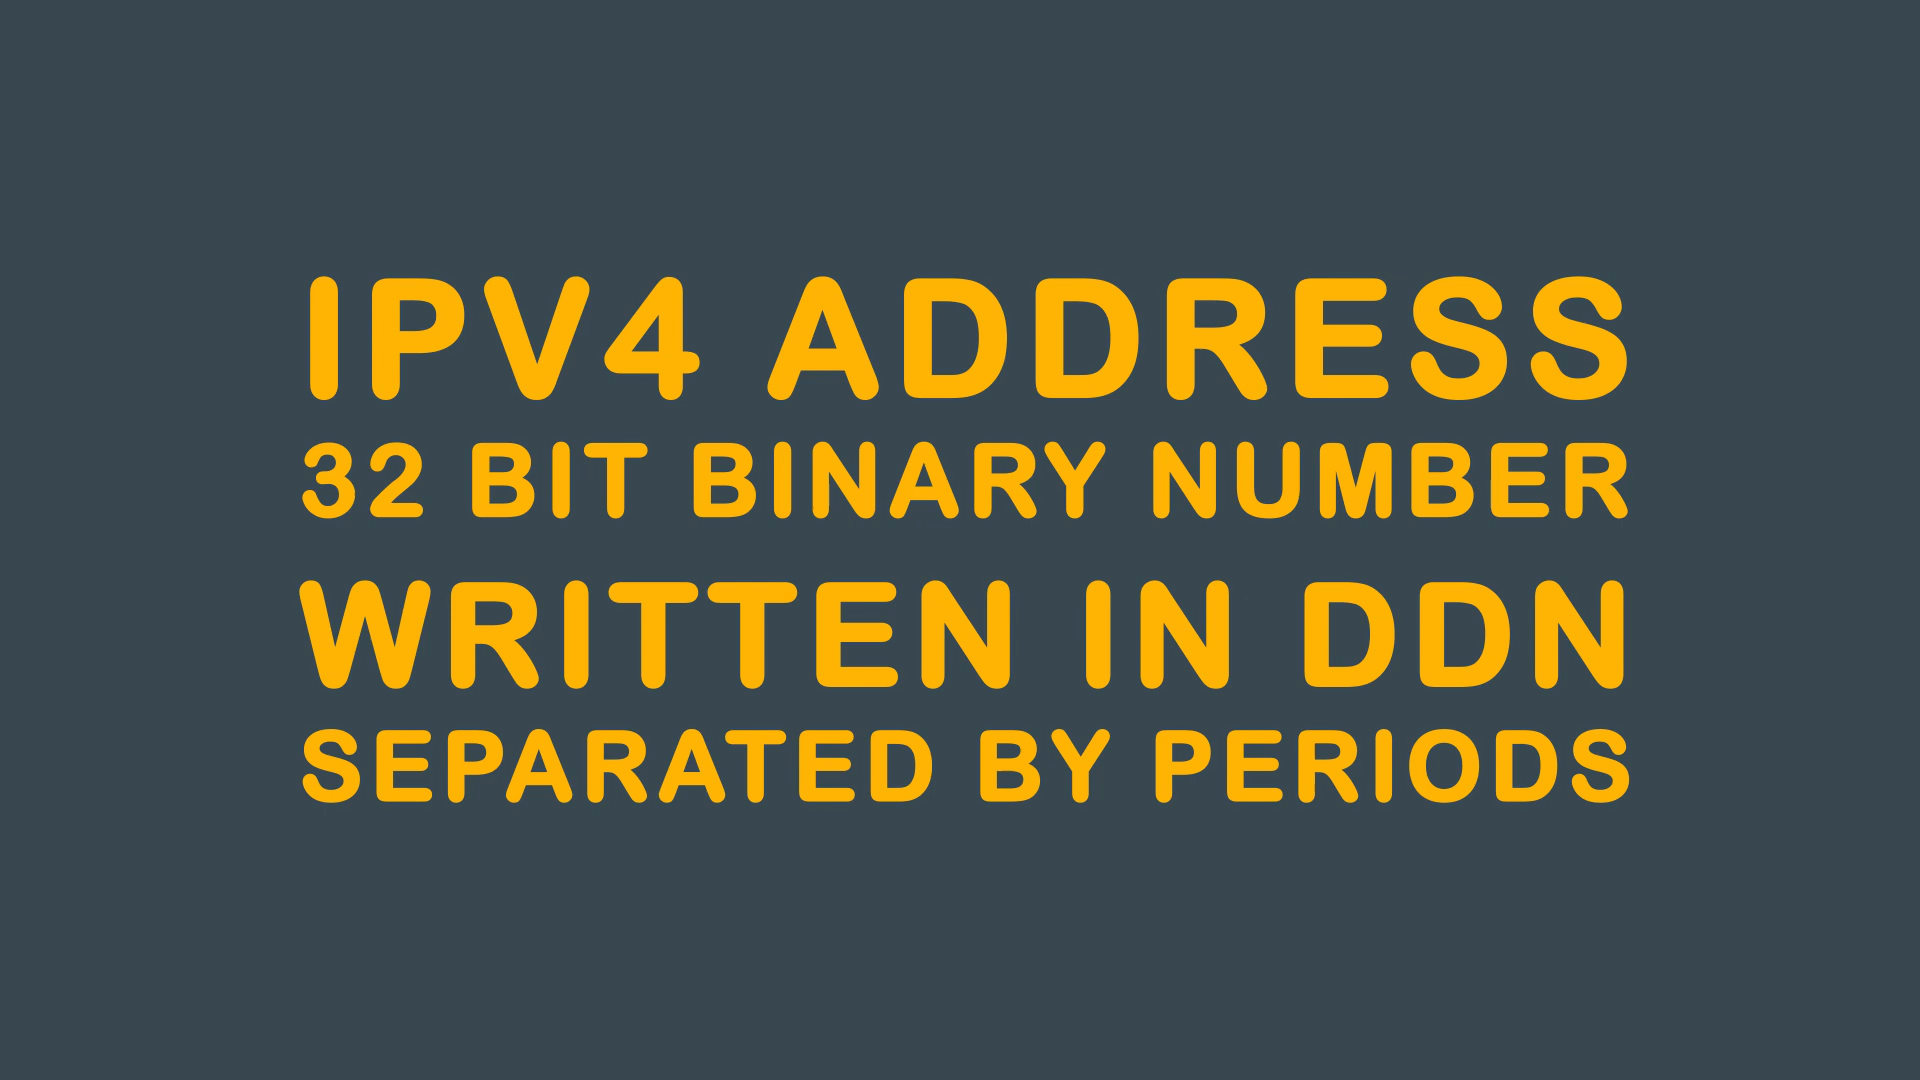 IPV4 ADDRESS
32 BIT BINARY NUMBER
WRITTEN IN DDN
SEPARATED BY PERIODS